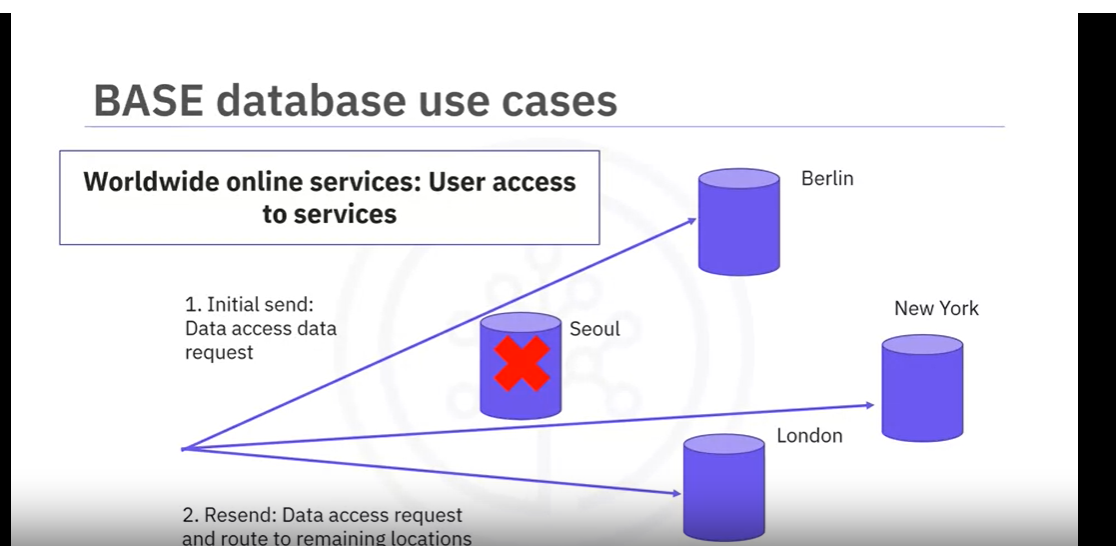 BASE database use cases
Worldwide online services: User access
to services
Berlin
1. Initial send:
Data access data
request
New York
Seoul
London
2. Resend: Data access request
and route to remaining locations